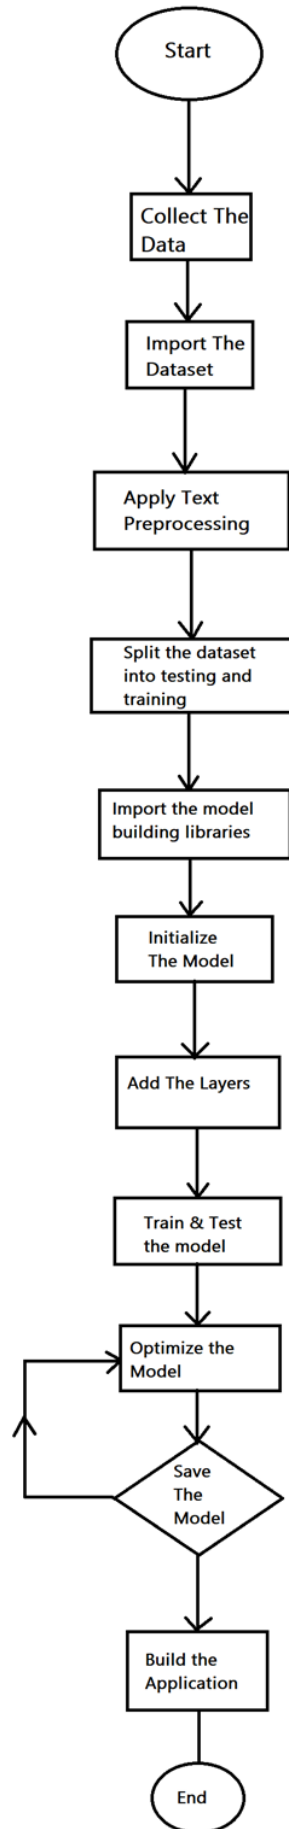 Start
Collect The
Data
Import The
Dataset
Apply Text
Preprocessing
Split the dataset
into testing and
training
Import the model
building libraries
Initialize
The Model
Add The Layers
Train & Test
the model
Optimize the
Model
Save
The
Model
Build the
Application
End